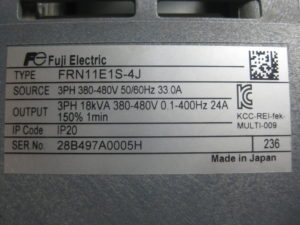 Fuji Electric
TYPE FRN11E1S-4J
SOURCE 3PH 380-480V 50/60Hz 33.0A
OUTPUT 3PH 18kVA 380-480V 0.1-400Hz 24A
150% 1min
IP Code IP20
SER No. 28B497A0005H 236
KCC-REI-fek-
MULTI-009
Made in Japan